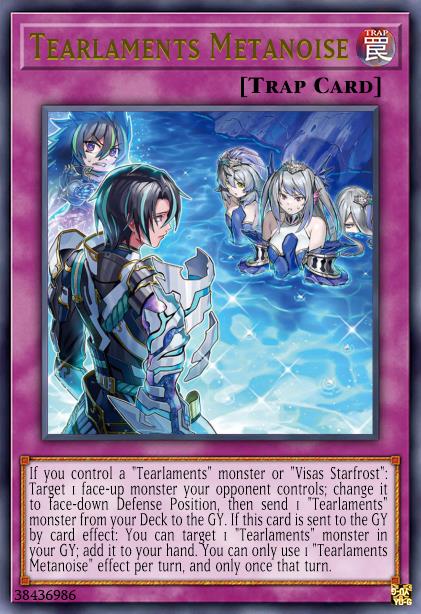 Tearlaments Metanoise
TRAP
罠
[Trap Card]
If you control a "Tearlaments" monster or "Visas Starfrost":
Target 1 face-up monster your opponent controls; change it
to face-down Defense Position, then send 1 "Tearlaments"
monster from your Deck to the GY. If this card is sent to the GY
by card effect: You can target 1 "Tearlaments" monster in
your GY; add it to your hand. You can only use 1 "Tearlaments
Metanoise" effect per turn, and only once that turn.
38436986